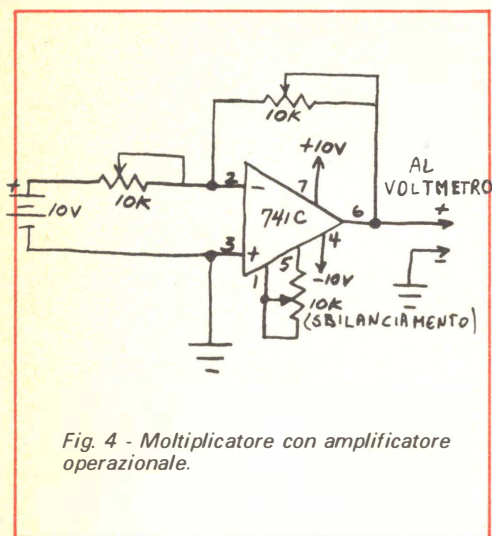 10K
+10V
AL
VOLTMETRO
+
10K
2
−
7
+
10V
741C
6
+
3
+
4
−
5
1
−10V
10K
(SBILANCIAMENTO)
Fig. 4 - Moltiplicatore con amplificatore
operazionale.